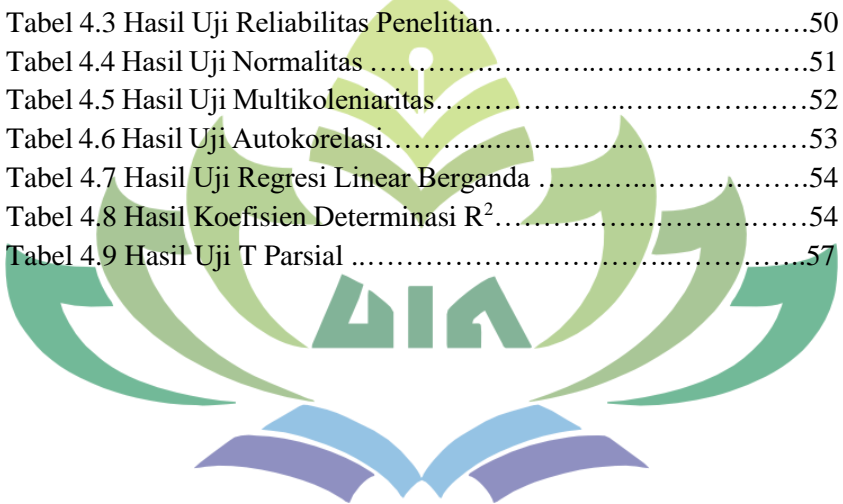 Tabel 4.3 Hasil Uji Reliabilitas Penelitian………...………………….50
Tabel 4.4 Hasil Uji Normalitas …………………...………………….51
Tabel 4.5 Hasil Uji Multikoleniaritas……………….……………….52
Tabel 4.6 Hasil Uji Autokorelasi………...………………………….53
Tabel 4.7 Hasil Uji Regresi Linear Berganda …….…...…………….54
Tabel 4.8 Hasil Koefisien Determinasi R²…………………………….54
Tabel 4.9 Hasil Uji T Parsial ..…………………………...…………..57
UIN